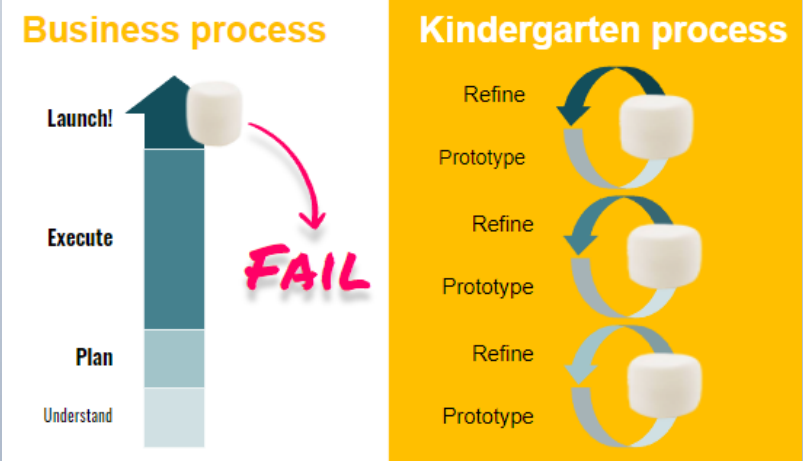 Business process
Launch!
Execute
Plan
Understand
FAIL
Kindergarten process
Refine
Prototype
Refine
Prototype
Refine
Prototype